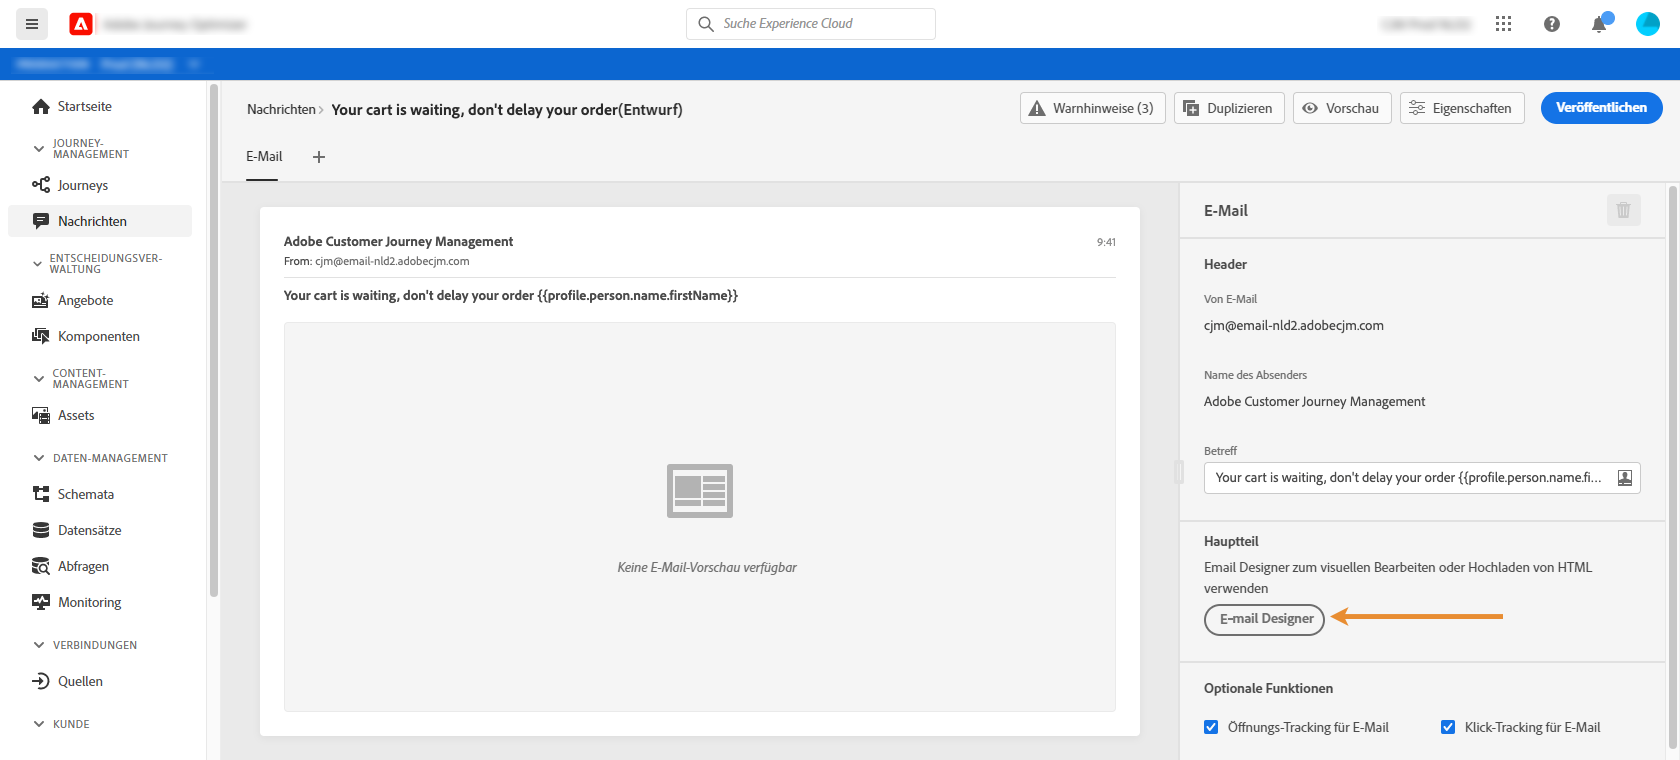 Suche Experience Cloud
Startseite
JOURNEY-
MANAGEMENT
Journeys
Nachrichten
ENTSCHEIDUNGSVER-
WALTUNG
Angebote
Komponenten
CONTENT-
MANAGEMENT
Assets
DATEN-MANAGEMENT
Schemata
Datensätze
Abfragen
Monitoring
VERBINDUNGEN
Quellen
KUNDE
Nachrichten › Your cart is waiting, don't delay your order(Entwurf)
Warnhinweise (3)
Duplizieren
Vorschau
Eigenschaften
Veröffentlichen
E-Mail
Adobe Customer Journey Management
9:41
From: cjm@email-nld2.adobecjm.com
Your cart is waiting, don't delay your order {{profile.person.name.firstName}}
Keine E-Mail-Vorschau verfügbar
E-Mail
Header
Von E-Mail
cjm@email-nld2.adobecjm.com
Name des Absenders
Adobe Customer Journey Management
Betreff
Your cart is waiting, don't delay your order {{profile.person.name.fi...
Hauptteil
Email Designer zum visuellen Bearbeiten oder Hochladen von HTML
verwenden
E-mail Designer
Optionale Funktionen
Öffnungs-Tracking für E-Mail
Klick-Tracking für E-Mail